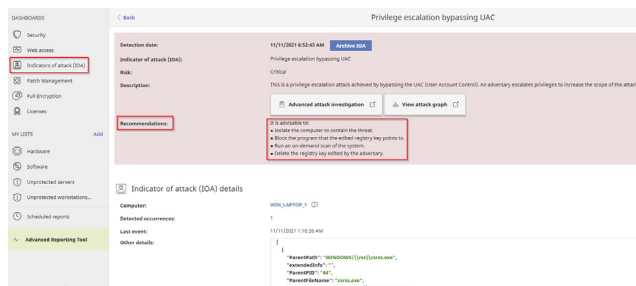 DASHBOARDS
Security
Web access
Indicators of attack (IOA)
Patch Management
Full Encryption
Licenses
MY LISTS Add
Hardware
Software
Unprotected servers
Unprotected workstations...
Scheduled reports
Advanced Reporting Tool
Back
Privilege escalation bypassing UAC
Detection date: 11/11/2021 6:52:43 AM Archive IOA
Indicator of attack (IOA): Privilege escalation bypassing UAC
Risk: Critical
Description: This is a privilege escalation attack achieved by bypassing the UAC (User Account Control). An adversary escalates privileges to increase the scope of the attac
Advanced attack investigation View attack graph
Recommendations: It is advisable to:
• Isolate the computer to contain the threat.
• Block the program that the edited registry key points to.
• Run an on-demand scan of the system.
• Delete the registry key edited by the adversary.
Indicator of attack (IOA) details
Computer: WIN_LAPTOP_1
Detected occurrences: 1
Last event: 11/11/2021 1:16:26 AM
Other details: [
{
"ParentPath": "WINDOWS|\\ms\\csrss.exe",
"extendedInfo": "",
"ParentPID": "44",
"ParentFileName": "csrss.exe",